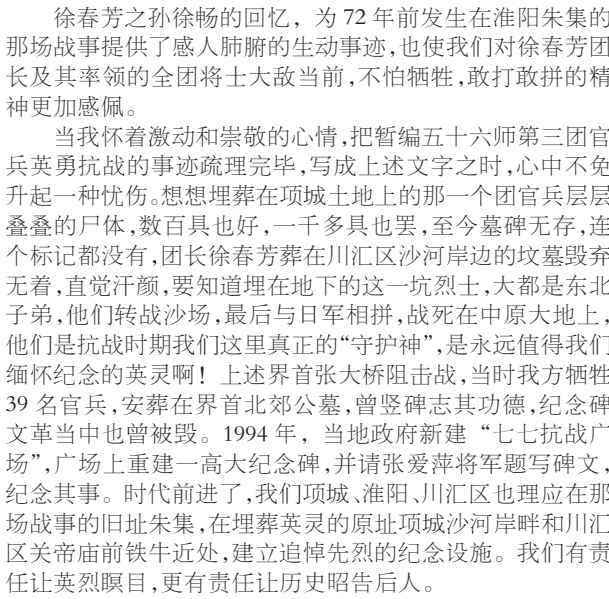 徐春芳之孙徐畅的回忆，为 72 年前发生在淮阳朱集的
那场战事提供了感人肺腑的生动事迹,也使我们对徐春芳团
长及其率领的全团将士大敌当前,不怕牺牲,敢打敢拼的精
神更加感佩。
当我怀着激动和崇敬的心情,把暂编五十六师第三团官
兵英勇抗战的事迹疏理完毕,写成上述文字之时,心中不免
升起一种忧伤。想想埋葬在项城土地上的那一个团官兵层层
叠叠的尸体,数百具也好,一千多具也罢,至今墓碑无存,连
个标记都没有,团长徐春芳葬在川汇区沙河岸边的坟墓毁弃
无着,直觉汗颜,要知道埋在地下的这一坑烈士,大都是东北
子弟,他们转战沙场,最后与日军相拼,战死在中原大地上,
他们是抗战时期我们这里真正的“守护神”,是永远值得我们
缅怀纪念的英灵啊！上述界首张大桥阻击战,当时我方牺牲
39 名官兵,安葬在界首北郊公墓,曾竖碑志其功德,纪念碑
文革当中也曾被毁。1994 年，当地政府新建“七七抗战广
场”,广场上重建一高大纪念碑,并请张爱萍将军题写碑文,
纪念其事。时代前进了,我们项城、淮阳、川汇区也理应在那
场战事的旧址朱集,在埋葬英灵的原址项城沙河岸畔和川汇
区关帝庙前铁牛近处,建立追悼先烈的纪念设施。我们有责
任让英烈瞑目,更有责任让历史昭告后人。